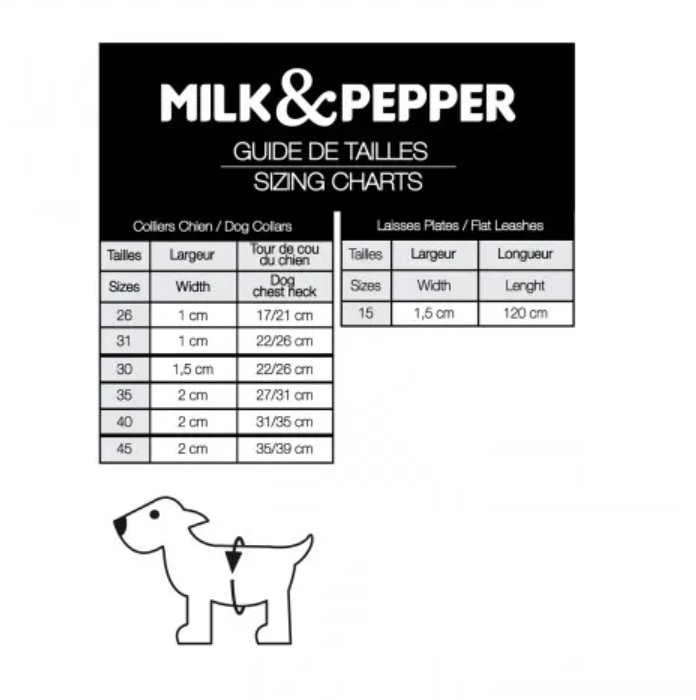 MILK&PEPPER
GUIDE DE TAILLES
SIZING CHARTS
Colliers Chien / Dog Collars
Tailles Largeur Tour de cou
du chien
Sizes Width Dog
chest neck
26 1 cm 17/21 cm
31 1 cm 22/26 cm
30 1,5 cm 22/26 cm
35 2 cm 27/31 cm
40 2 cm 31/35 cm
45 2 cm 35/39 cm
Laisses Plates / Flat Leashes
Tailles Largeur Longueur
Sizes Width Lenght
15 1,5 cm 120 cm